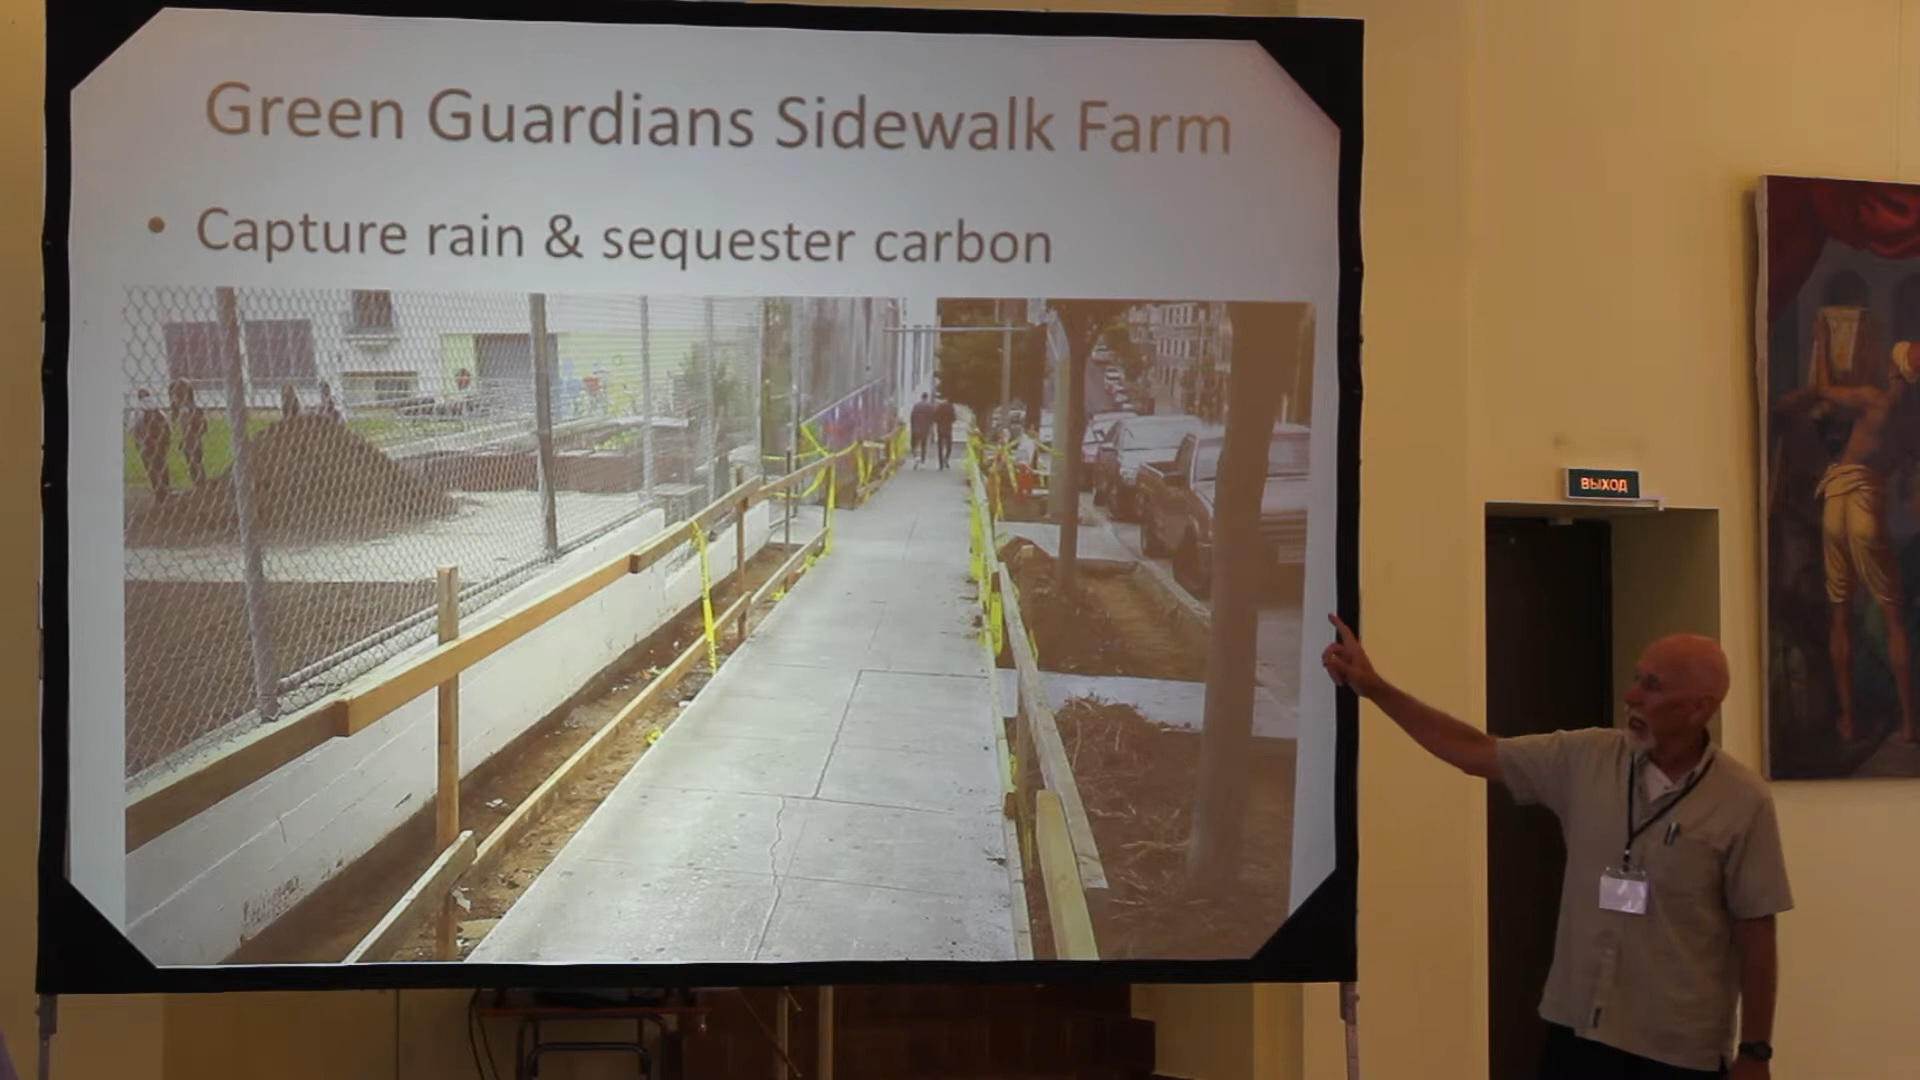 Green Guardians Sidewalk Farm
• Capture rain & sequester carbon
ВЫХОД